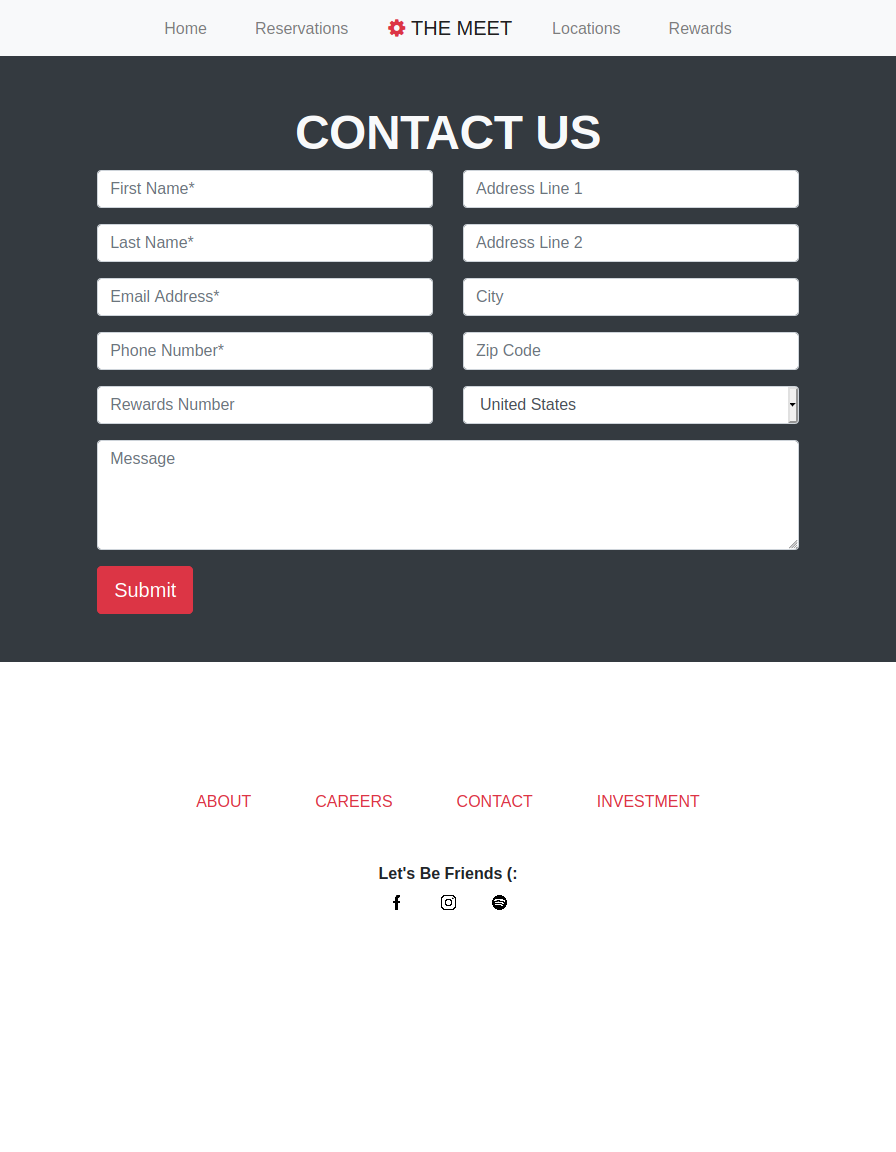 Home Reservations THE MEET Locations Rewards
CONTACT US
First Name* Address Line 1
Last Name* Address Line 2
Email Address* City
Phone Number* Zip Code
Rewards Number United States
Message
Submit
ABOUT CAREERS CONTACT INVESTMENT
Let's Be Friends (: